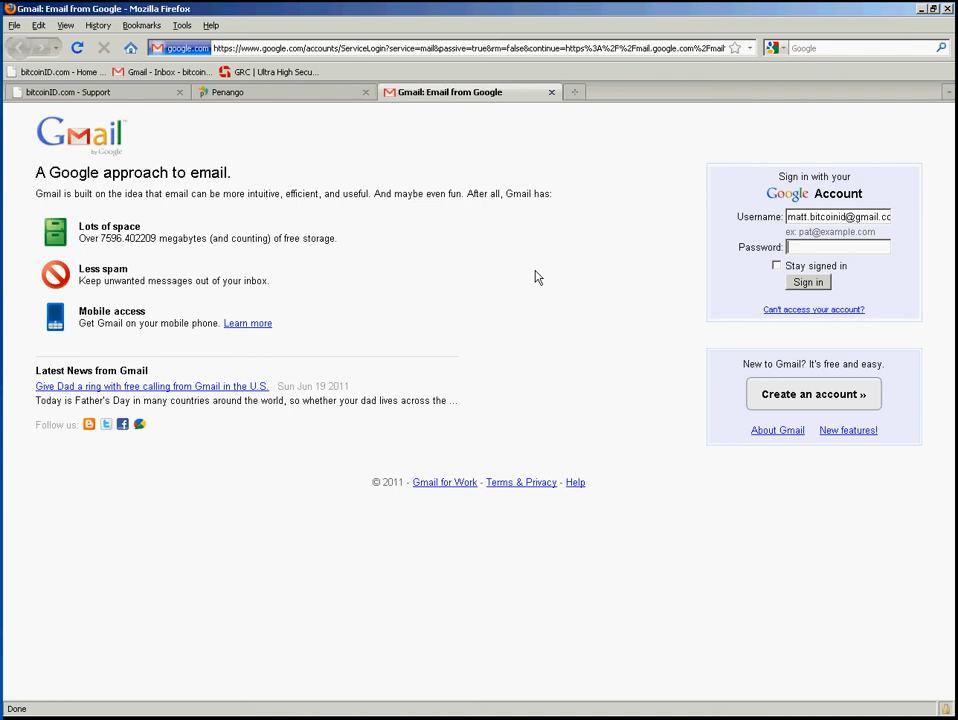 Gmail: Email from Google - Mozilla Firefox
File Edit View History Bookmarks Tools Help
google.com https://www.google.com/accounts/ServiceLogin?service=mail&passive=true&rm=false&continue=https%3A%2F%2Fmail.google.com%2Fmail Google
bitcoinID.com - Home ... Gmail - Inbox - bitcoin... GRC | Ultra High Secu...
bitcoinID.com - Support Penango Gmail: Email from Google
Gmail
by Google
A Google approach to email.
Gmail is built on the idea that email can be more intuitive, efficient, and useful. And maybe even fun. After all, Gmail has:
Lots of space
Over 7596.402209 megabytes (and counting) of free storage.
Less spam
Keep unwanted messages out of your inbox.
Mobile access
Get Gmail on your mobile phone. Learn more
Latest News from Gmail
Give Dad a ring with free calling from Gmail in the U.S. Sun Jun 19 2011
Today is Father's Day in many countries around the world, so whether your dad lives across the ...
Follow us:
Sign in with your
Google Account
Username: matt.bitcoinid@gmail.cc
ex: pat@example.com
Password:
Stay signed in
Sign in
Can't access your account?
New to Gmail? It's free and easy.
Create an account »
About Gmail New features!
© 2011 - Gmail for Work - Terms & Privacy - Help
Done